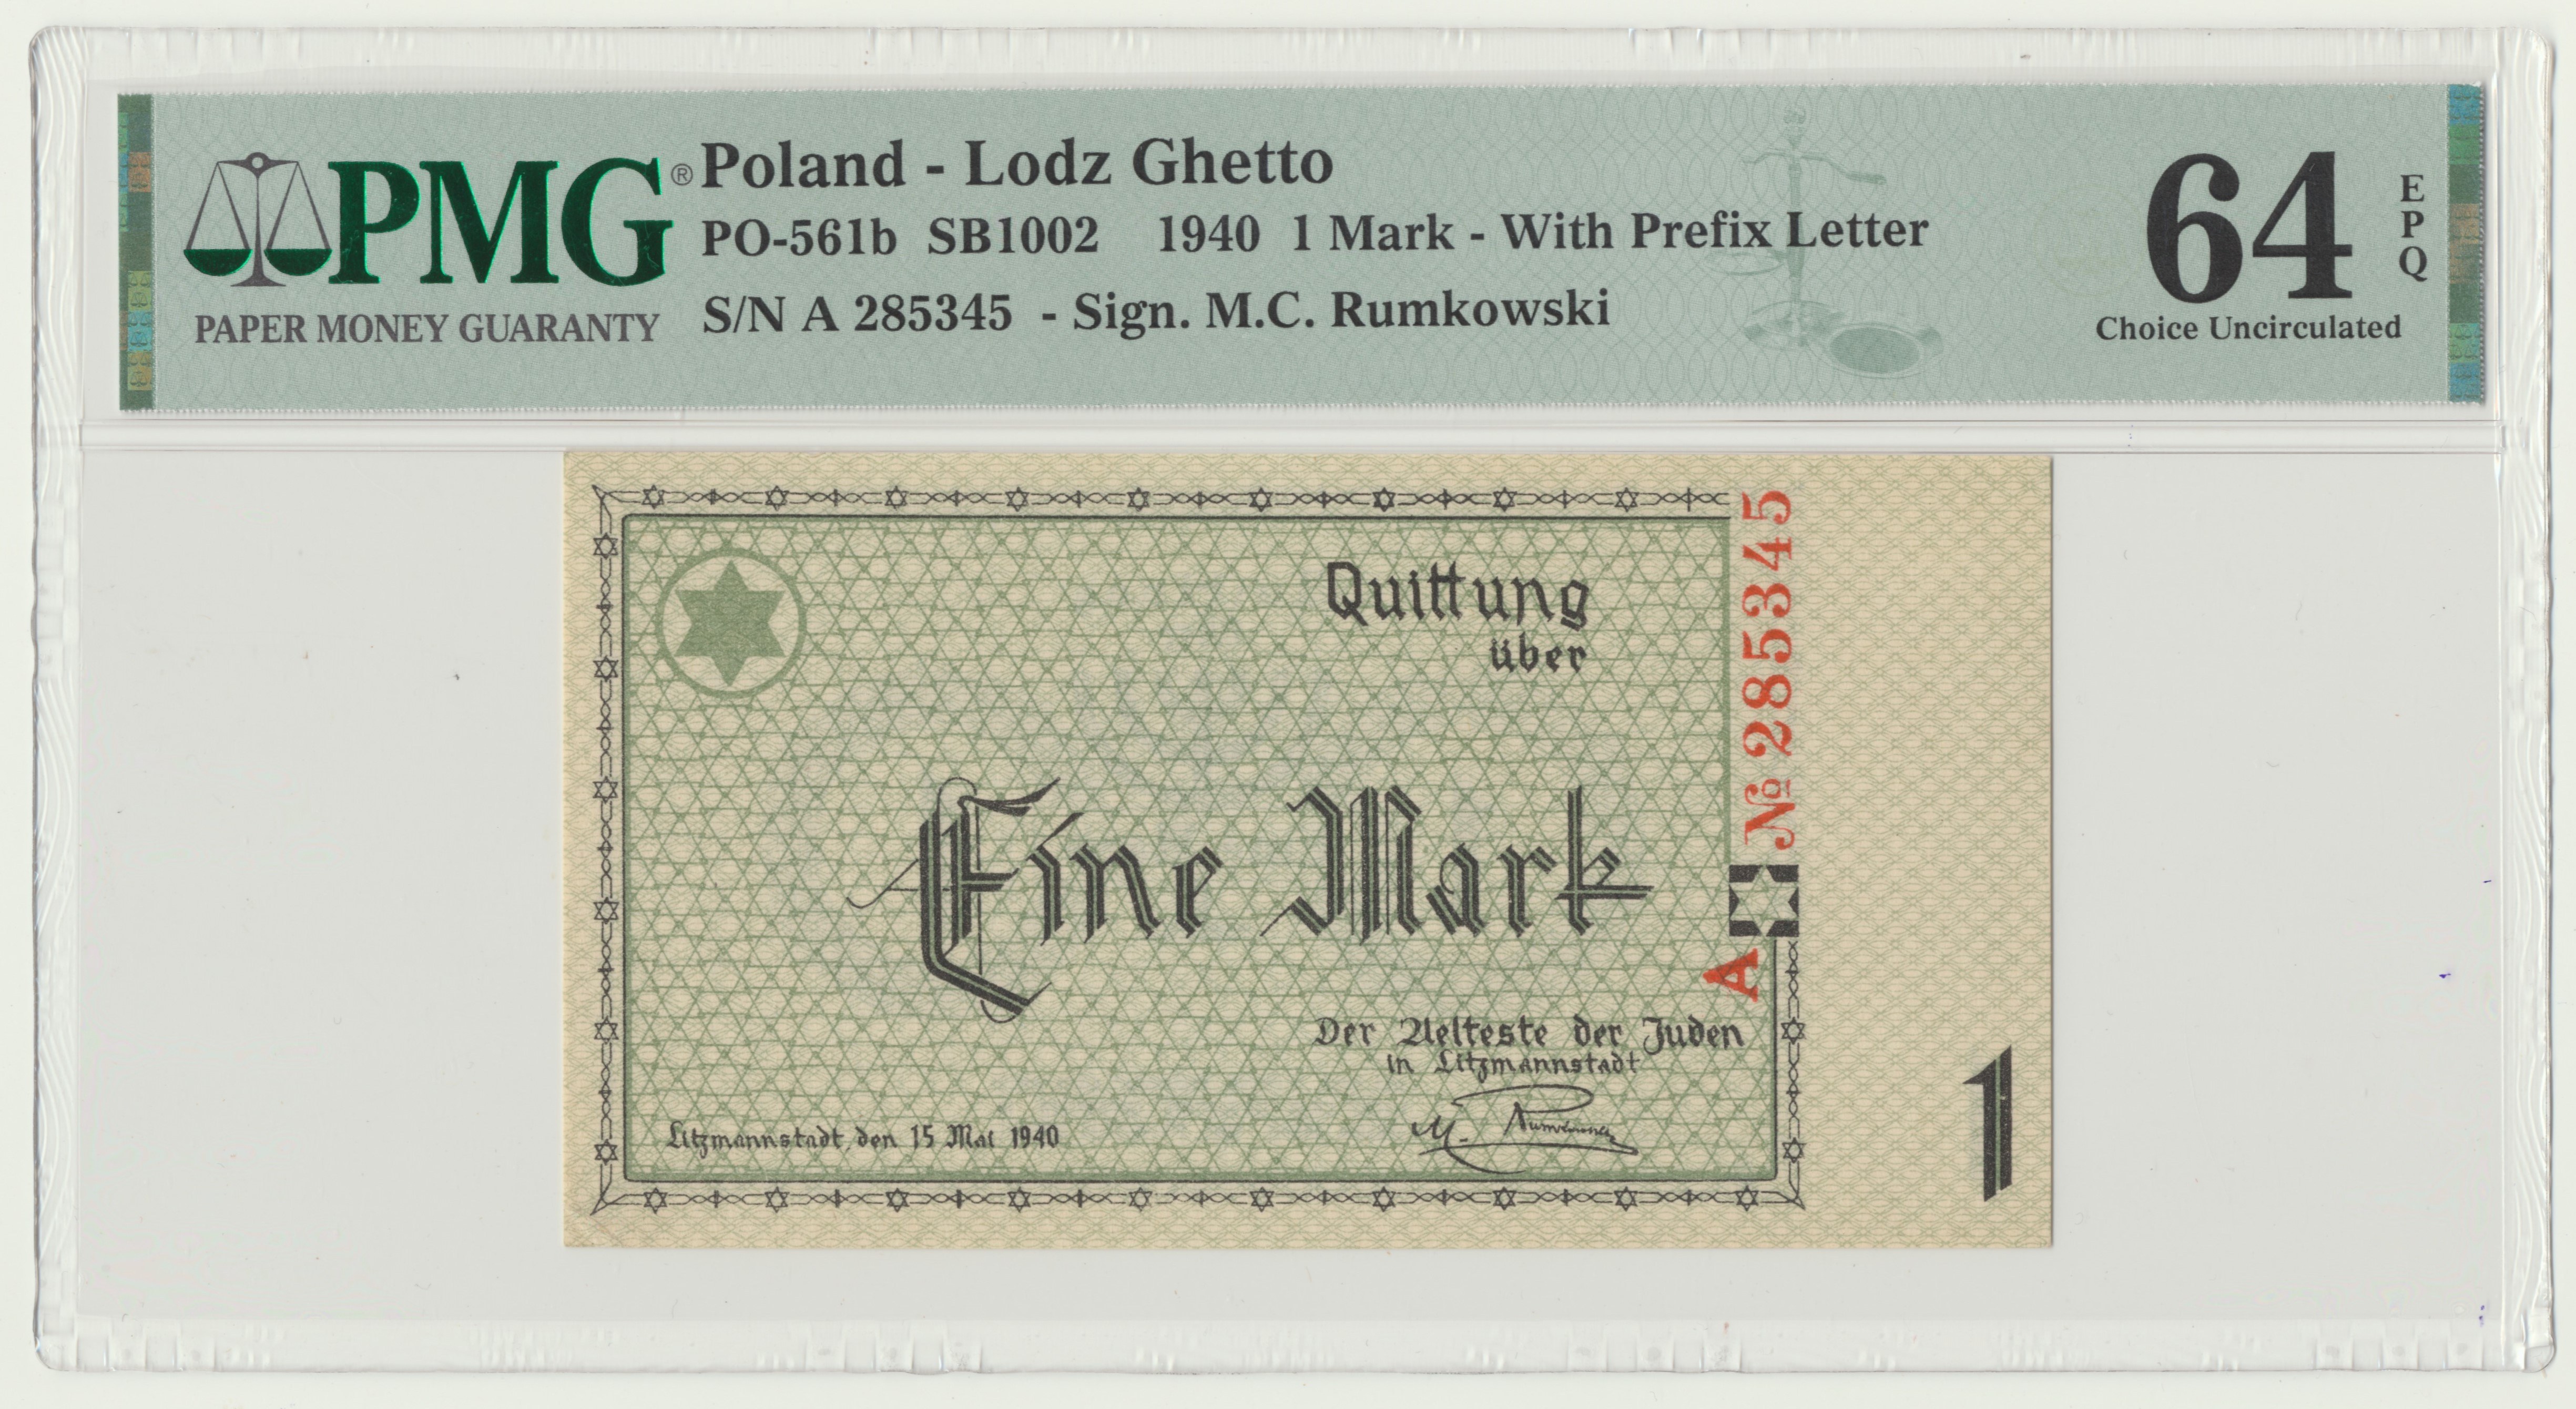 PMG®
PAPER MONEY GUARANTY
Poland - Lodz Ghetto
PO-561b SB1002 1940 1 Mark - With Prefix Letter
S/N A 285345 - Sign. M.C. Rumkowski
64
EPQ
Choice Uncirculated
Quittung
über
№ 285345
Eine Mark
A
Der Aelteste der Juden
in Litzmannstadt
M. Rumkowski
Litzmannstadt, den 15 Mai 1940
1